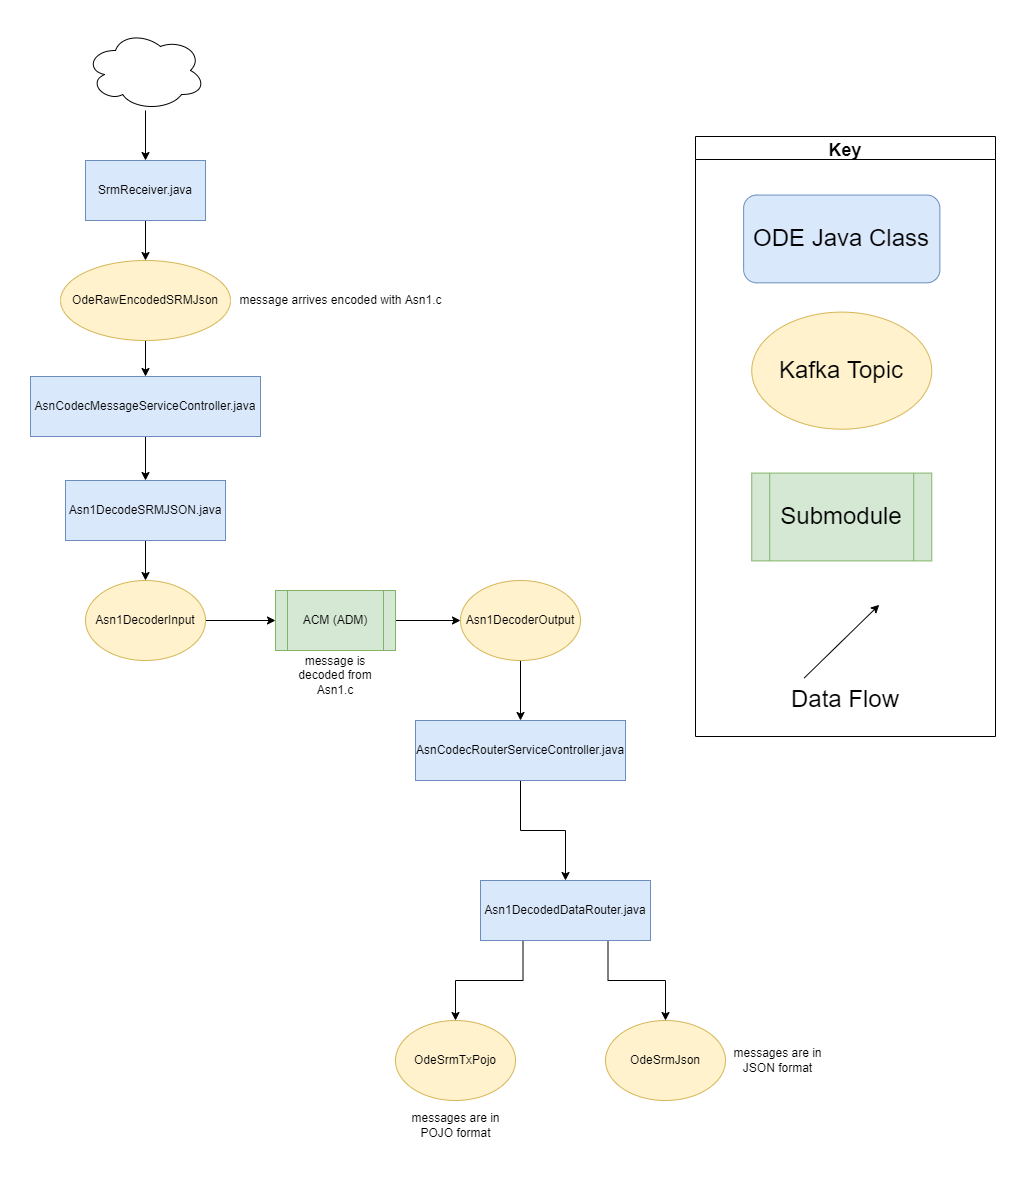 SrmReceiver.java
OdeRawEncodedSRMJson
message arrives encoded with Asn1.c
AsnCodecMessageServiceController.java
Asn1DecodeSRMJSON.java
Asn1DecoderInput
ACM (ADM)
message is
decoded from
Asn1.c
Asn1DecoderOutput
AsnCodecRouterServiceController.java
Asn1DecodedDataRouter.java
OdeSrmTxPojo
messages are in
POJO format
OdeSrmJson
messages are in
JSON format
Key
ODE Java Class
Kafka Topic
Submodule
Data Flow